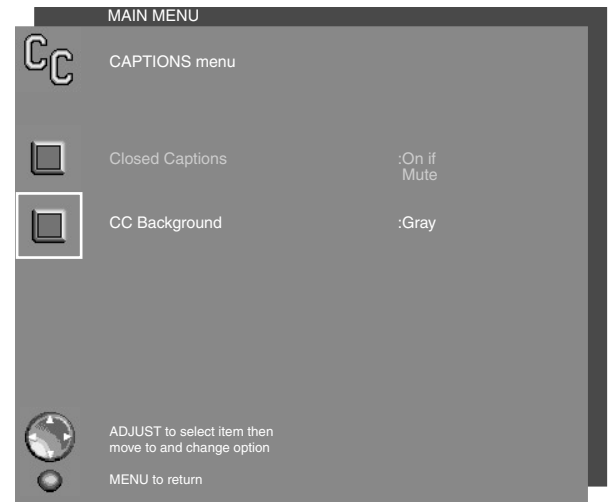 MAIN MENU
CC
CAPTIONS menu
Closed Captions :On if
Mute
CC Background :Gray
ADJUST to select item then
move to and change option
MENU to return